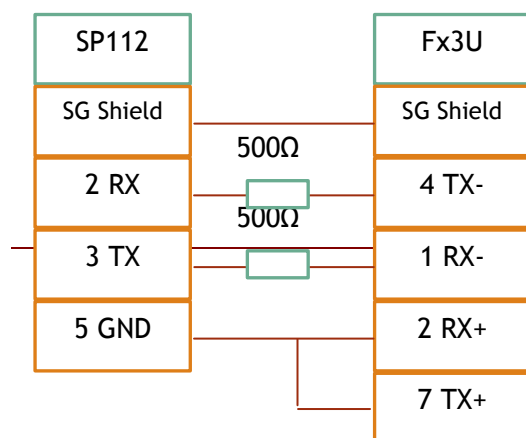 SP112
Fx3U
SG Shield
SG Shield
500Ω
2 RX
4 TX-
500Ω
3 TX
1 RX-
5 GND
2 RX+
7 TX+